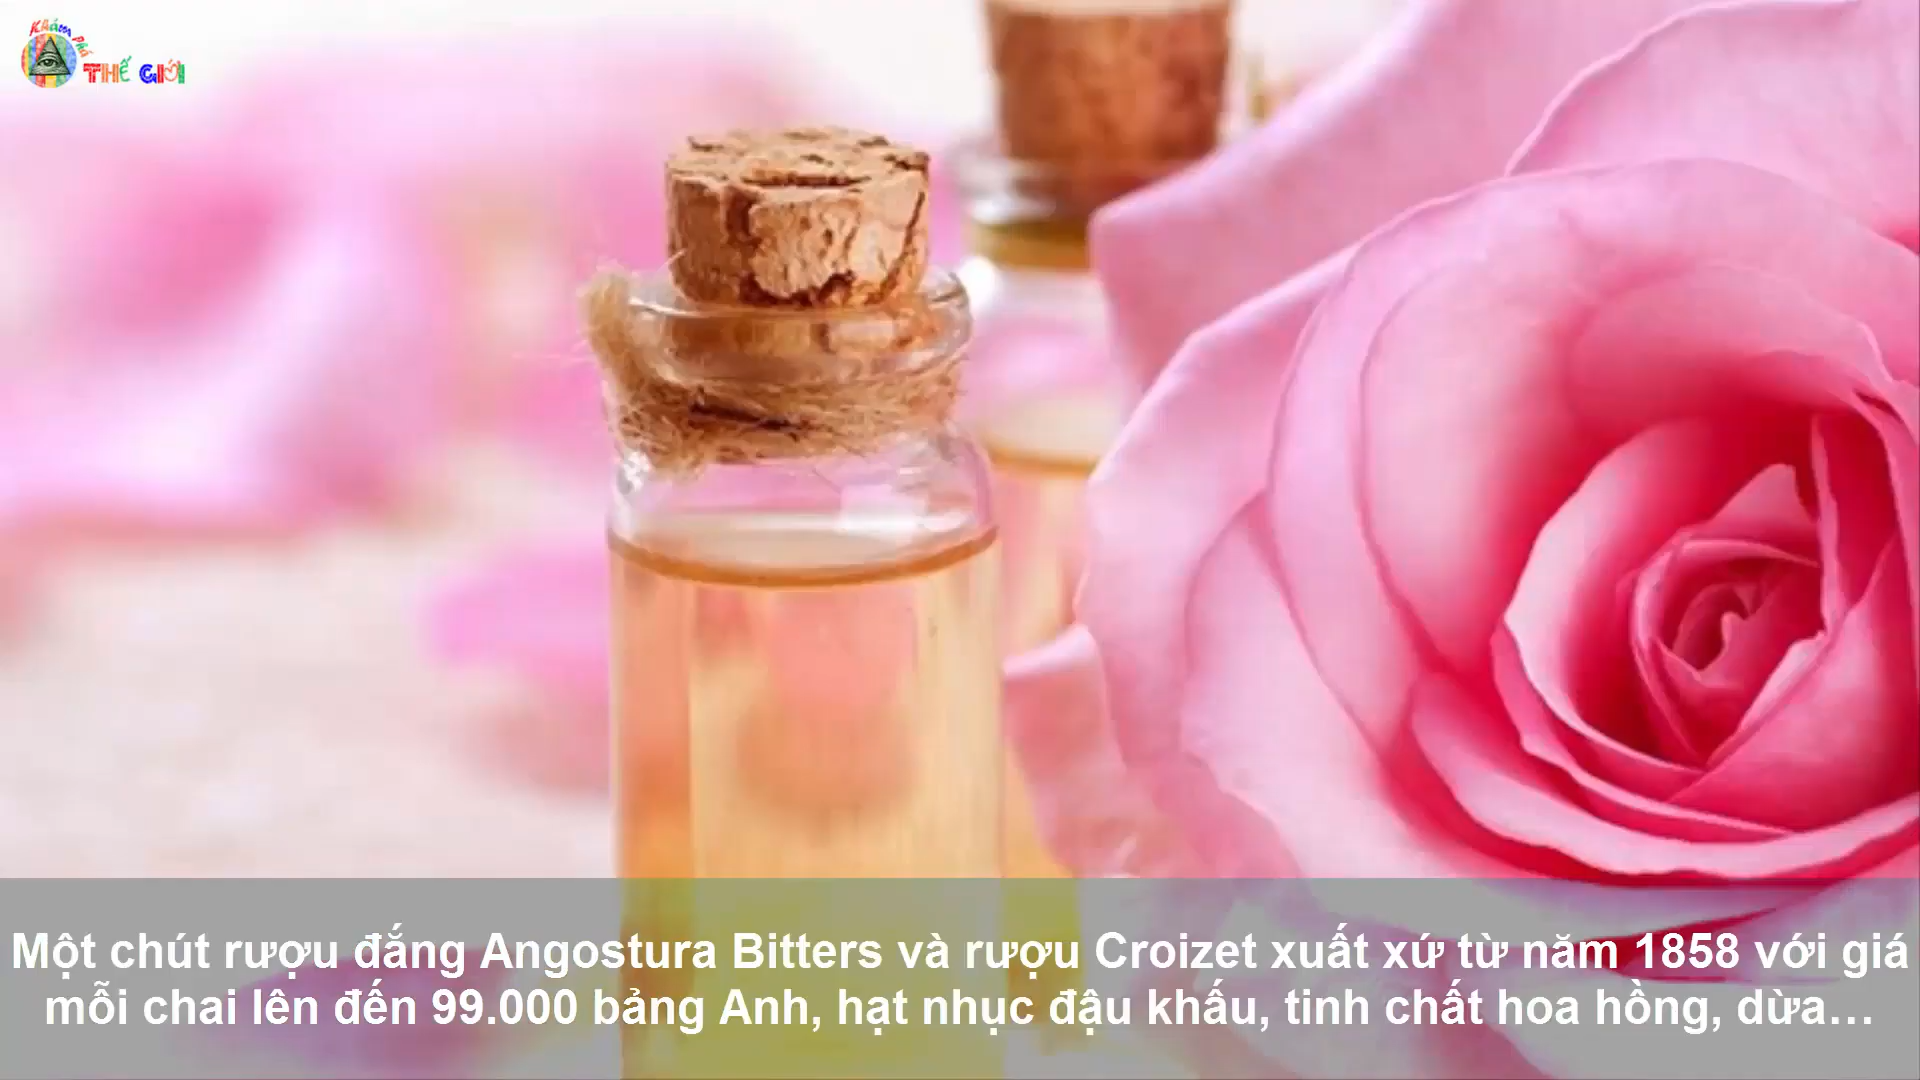 Khám phá
THẾ GIỚI
Một chút rượu đắng Angostura Bitters và rượu Croizet xuất xứ từ năm 1858 với giá
mỗi chai lên đến 99.000 bảng Anh, hạt nhục đậu khấu, tinh chất hoa hồng, dừa...